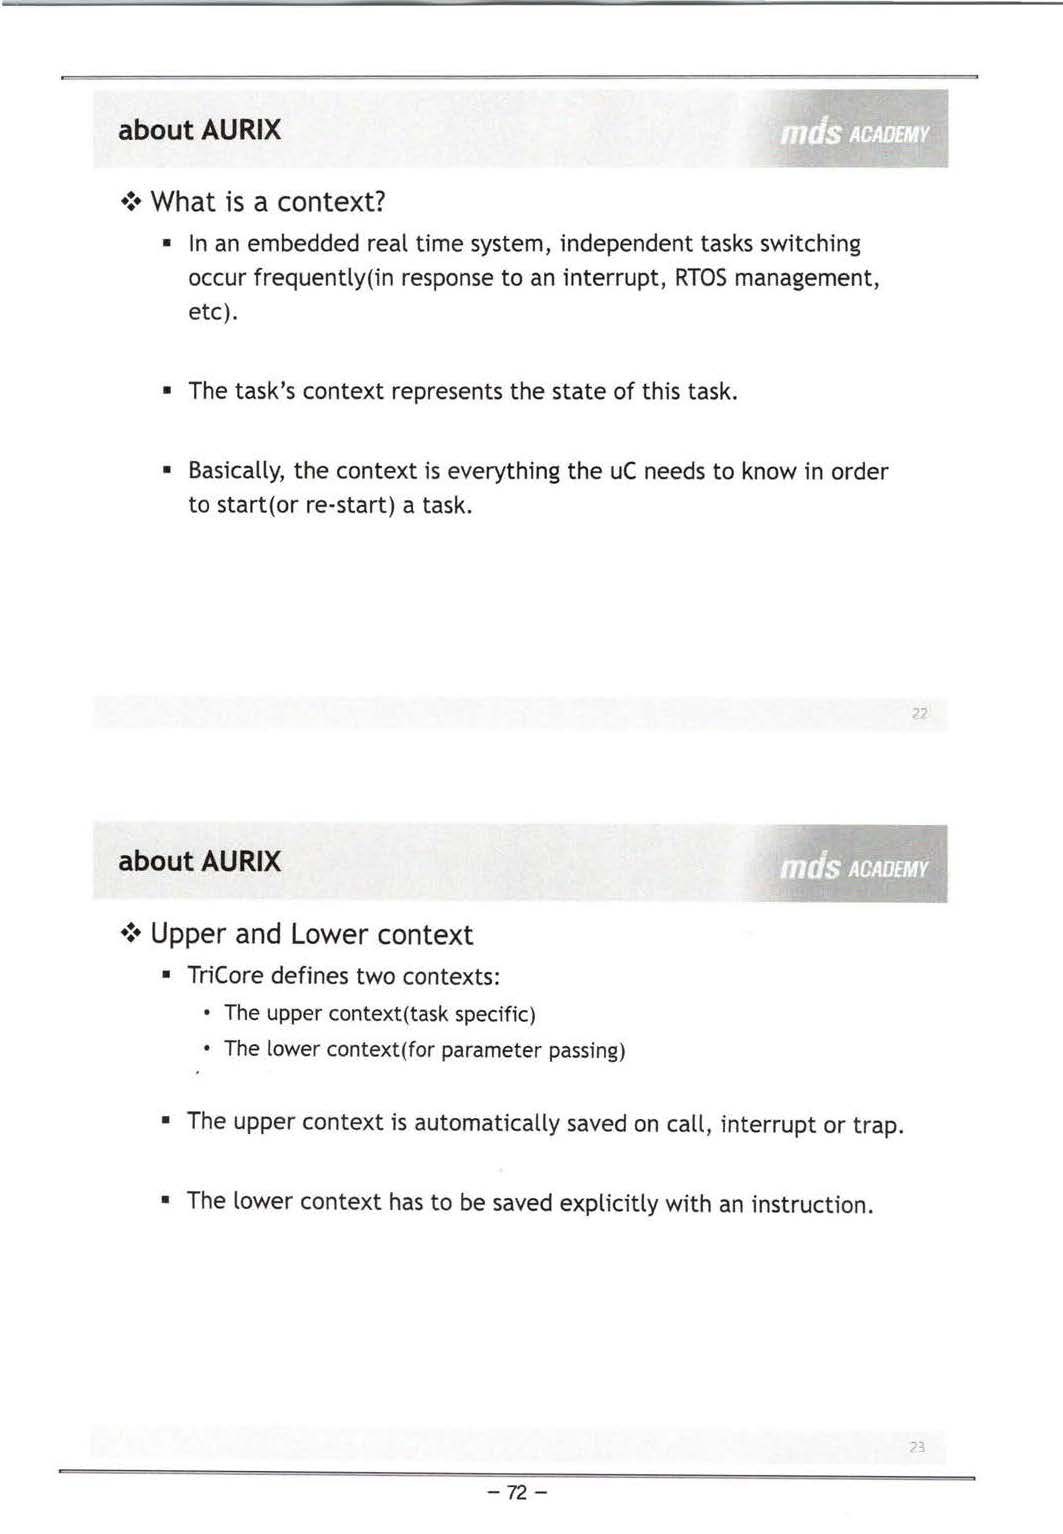 about AURIX
mds ACADEMY
What is a context?
In an embedded real time system, independent tasks switching
occur frequently(in response to an interrupt, RTOS management,
etc).
The task's context represents the state of this task.
Basically, the context is everything the uC needs to know in order
to start(or re-start) a task.
22
about AURIX
mds ACADEMY
Upper and Lower context
TriCore defines two contexts:
• The upper context(task specific)
• The lower context(for parameter passing)
The upper context is automatically saved on call, interrupt or trap.
The lower context has to be saved explicitly with an instruction.
23
- 72 -